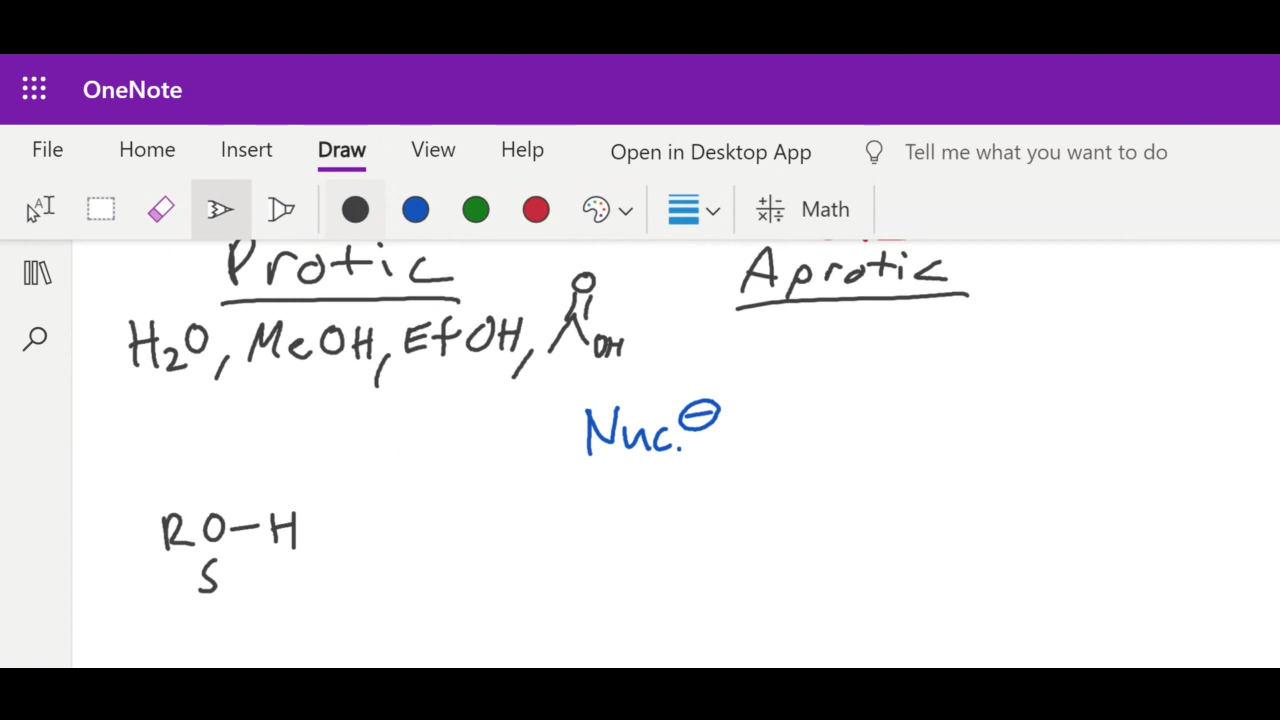 OneNote
File Home Insert Draw View Help Open in Desktop App Tell me what you want to do
Math
Protic Aprotic
H₂O, MeOH, EtOH, O OH
Nuc.⊖
RO–H
S